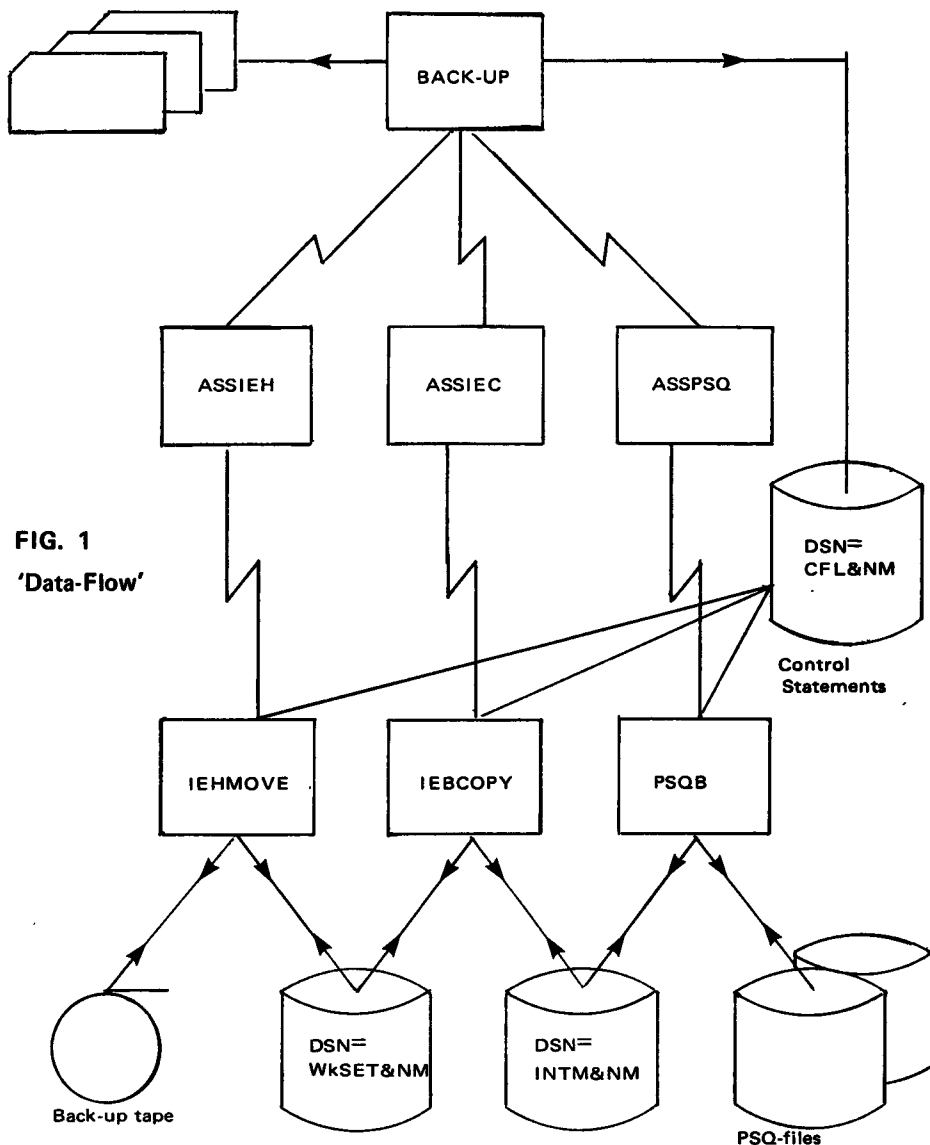 BACK-UP
ASSIEH
ASSIEC
ASSPSQ
FIG. 1
'Data-Flow'
DSN=
CFL&NM
Control
Statements
IEHMOVE
IEBCOPY
PSQB
DSN=
WkSET&NM
DSN=
INTM&NM
Back-up tape
PSQ-files